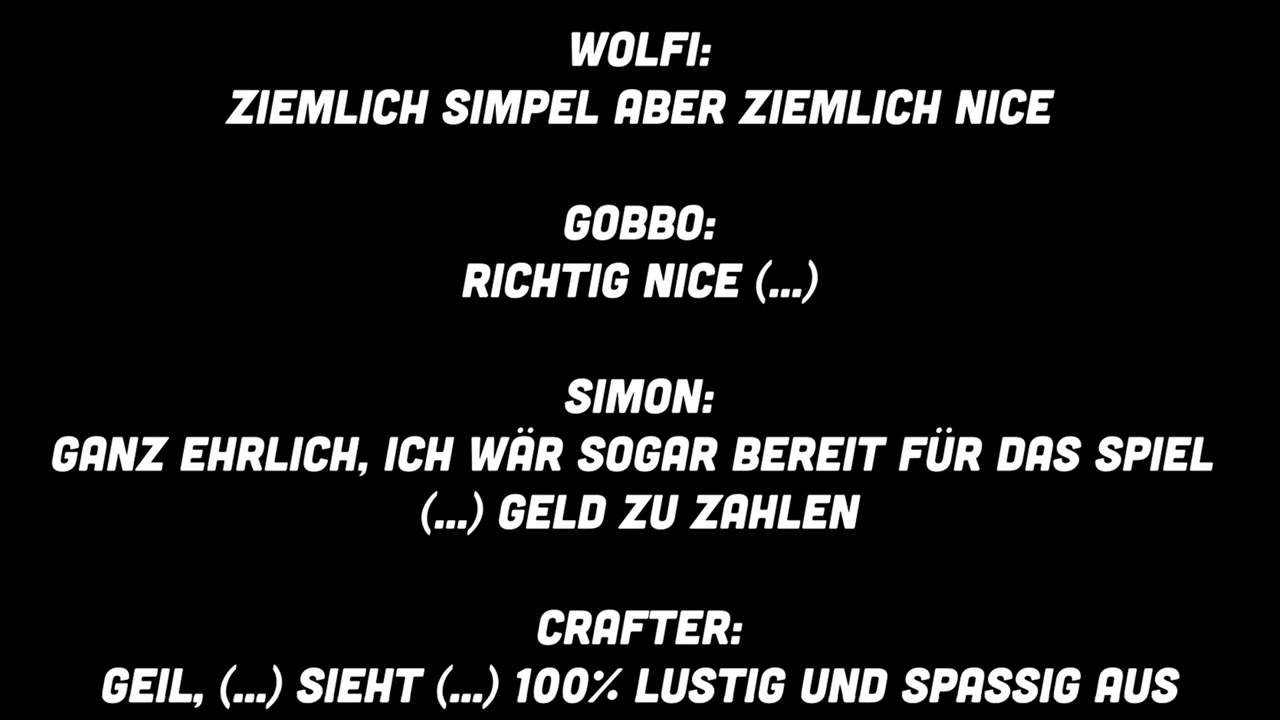 WOLFI:
ZIEMLICH SIMPEL ABER ZIEMLICH NICE
GOBBO:
RICHTIG NICE (...)
SIMON:
GANZ EHRLICH, ICH WÄR SOGAR BEREIT FÜR DAS SPIEL
(...) GELD ZU ZAHLEN
CRAFTER:
GEIL, (...) SIEHT (...) 100% LUSTIG UND SPASSIG AUS